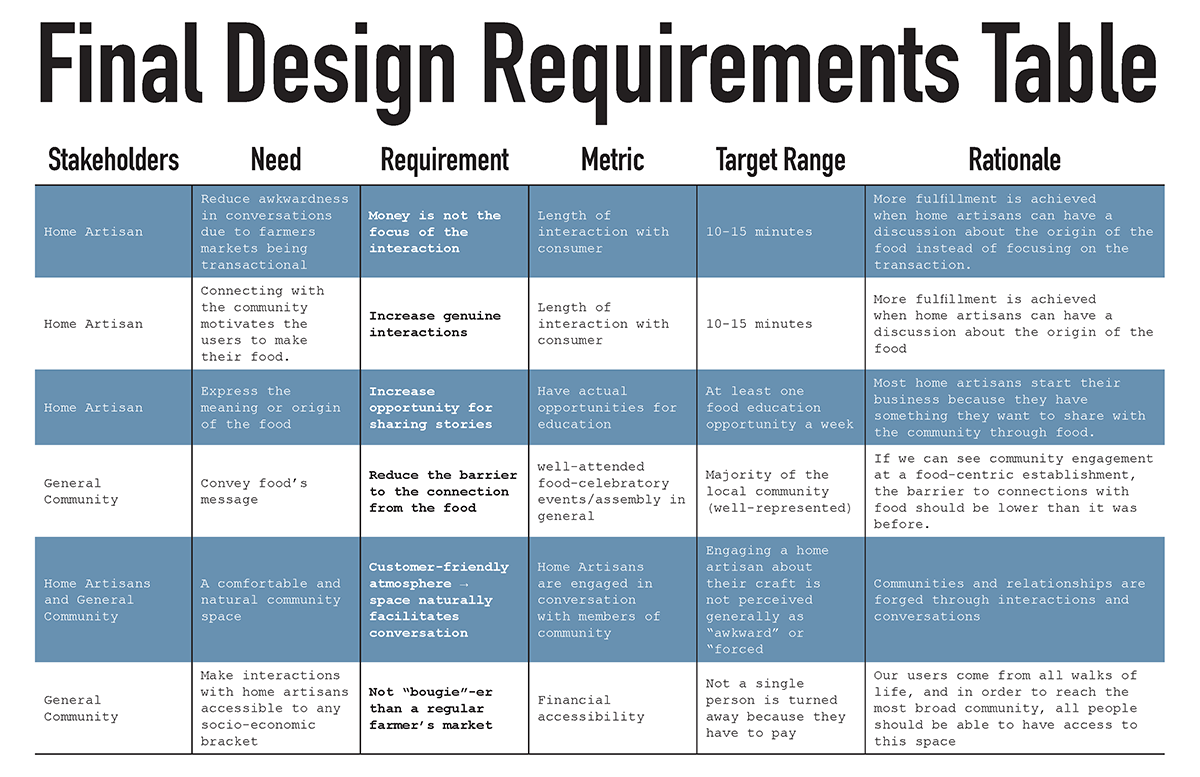 Final Design Requirements Table
Stakeholders Need Requirement Metric Target Range Rationale
Home Artisan
Reduce awkwardness
in conversations
due to farmers
markets being
transactional
Money is not the
focus of the
interaction
Length of
interaction with
consumer
10-15 minutes
More fulfillment is achieved
when home artisans can have a
discussion about the origin of the
food instead of focusing on the
transaction.
Home Artisan
Connecting with
the community
motivates the
users to make
their food.
Increase genuine
interactions
Length of
interaction with
consumer
10-15 minutes
More fulfillment is achieved
when home artisans can have a
discussion about the origin of the
food
Home Artisan
Express the
meaning or origin
of the food
Increase
opportunity for
sharing stories
Have actual
opportunities for
education
At least one
food education
opportunity a week
Most home artisans start their
business because they have
something they want to share with
the community through food.
General
Community
Convey food’s
message
Reduce the barrier
to the connection
from the food
well-attended
food-celebratory
events/assembly in
general
Majority of the
local community
(well-represented)
If we can see community engagement
at a food-centric establishment,
the barrier to connections with
food should be lower than it was
before.
Home Artisans
and General
Community
A comfortable and
natural community
space
Customer-friendly
atmosphere →
space naturally
facilitates
conversation
Home Artisans
are engaged in
conversation
with members of
community
Engaging a home
artisan about
their craft is
not perceived
generally as
“awkward” or
“forced
Communities and relationships are
forged through interactions and
conversations
General
Community
Make interactions
with home artisans
accessible to any
socio-economic
bracket
Not “bougie”-er
than a regular
farmer’s market
Financial
accessibility
Not a single
person is turned
away because they
have to pay
Our users come from all walks of
life, and in order to reach the
most broad community, all people
should be able to have access to
this space